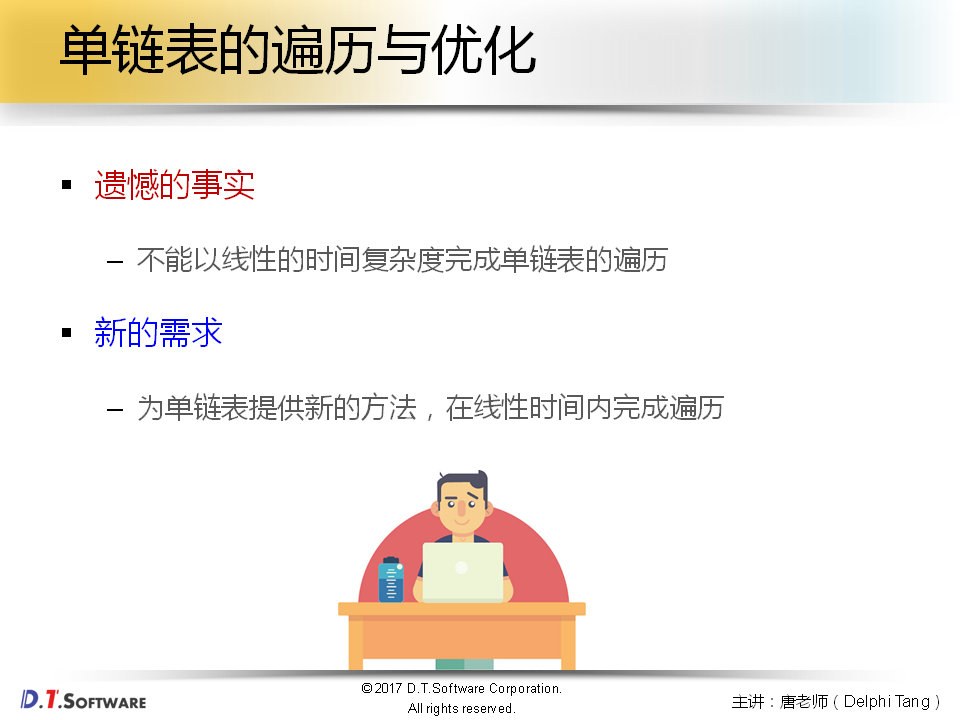 单链表的遍历与优化
▪ 遗憾的事实
– 不能以线性的时间复杂度完成单链表的遍历
▪ 新的需求
– 为单链表提供新的方法，在线性时间内完成遍历
D.T.SOFTWARE
©2017 D.T.Software Corporation.
All rights reserved.
主讲：唐老师（Delphi Tang）